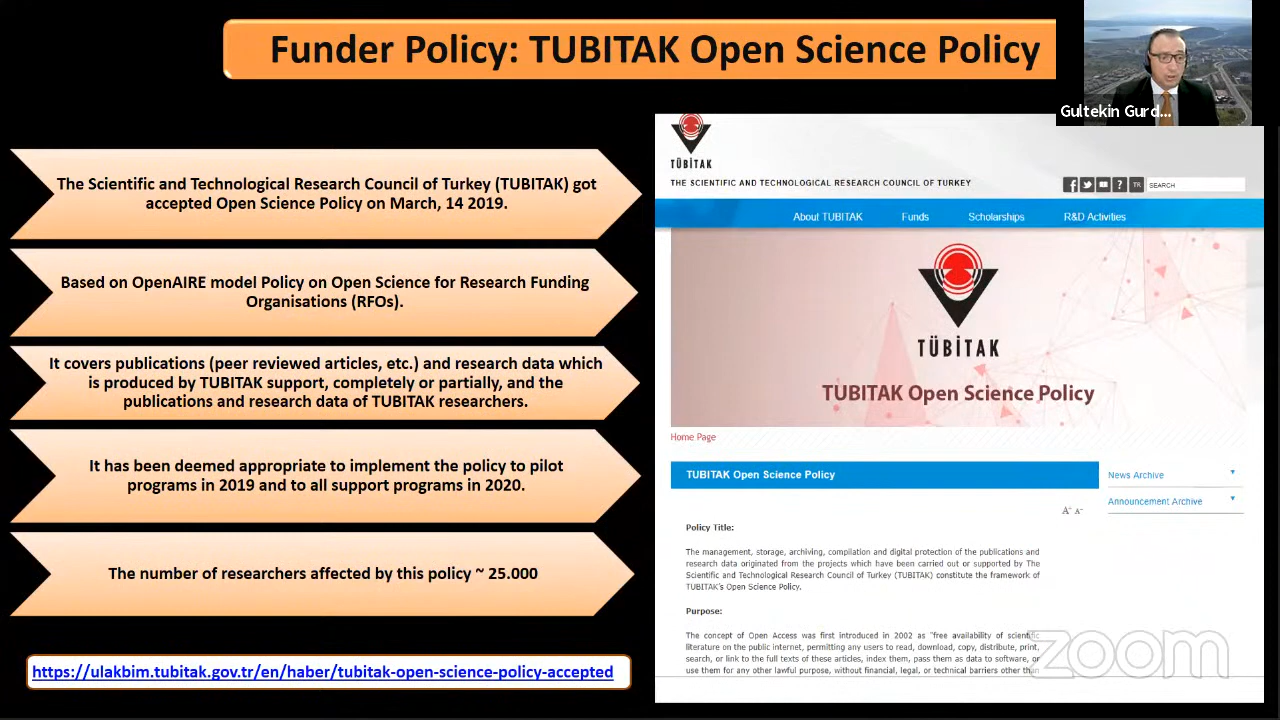 Funder Policy: TUBITAK Open Science Policy
Gultekin Gurd...
The Scientific and Technological Research Council of Turkey (TUBITAK) got
accepted Open Science Policy on March, 14 2019.
Based on OpenAIRE model Policy on Open Science for Research Funding
Organisations (RFOs).
It covers publications (peer reviewed articles, etc.) and research data which
is produced by TUBITAK support, completely or partially, and the
publications and research data of TUBITAK researchers.
It has been deemed appropriate to implement the policy to pilot
programs in 2019 and to all support programs in 2020.
The number of researchers affected by this policy ~ 25.000
https://ulakbim.tubitak.gov.tr/en/haber/tubitak-open-science-policy-accepted
TÜBİTAK
THE SCIENTIFIC AND TECHNOLOGICAL RESEARCH COUNCIL OF TURKEY
TR SEARCH
About TUBITAK Funds Scholarships R&D Activities
TÜBİTAK
TUBITAK Open Science Policy
Home Page
TUBITAK Open Science Policy
News Archive
Announcement Archive
A+ A-
Policy Title:
The management, storage, archiving, compilation and digital protection of the publications and
research data originated from the projects which have been carried out or supported by The
Scientific and Technological Research Council of Turkey (TUBITAK) constitute the framework of
TUBITAK's Open Science Policy.
Purpose:
The concept of Open Access was first introduced in 2002 as "free availability of scientific
literature on the public internet, permitting any users to read, download, copy, distribute, print,
search, or link to the full texts of these articles, index them, pass them as data to software, or
use them for any other lawful purpose, without financial, legal, or technical barriers other than
zoom